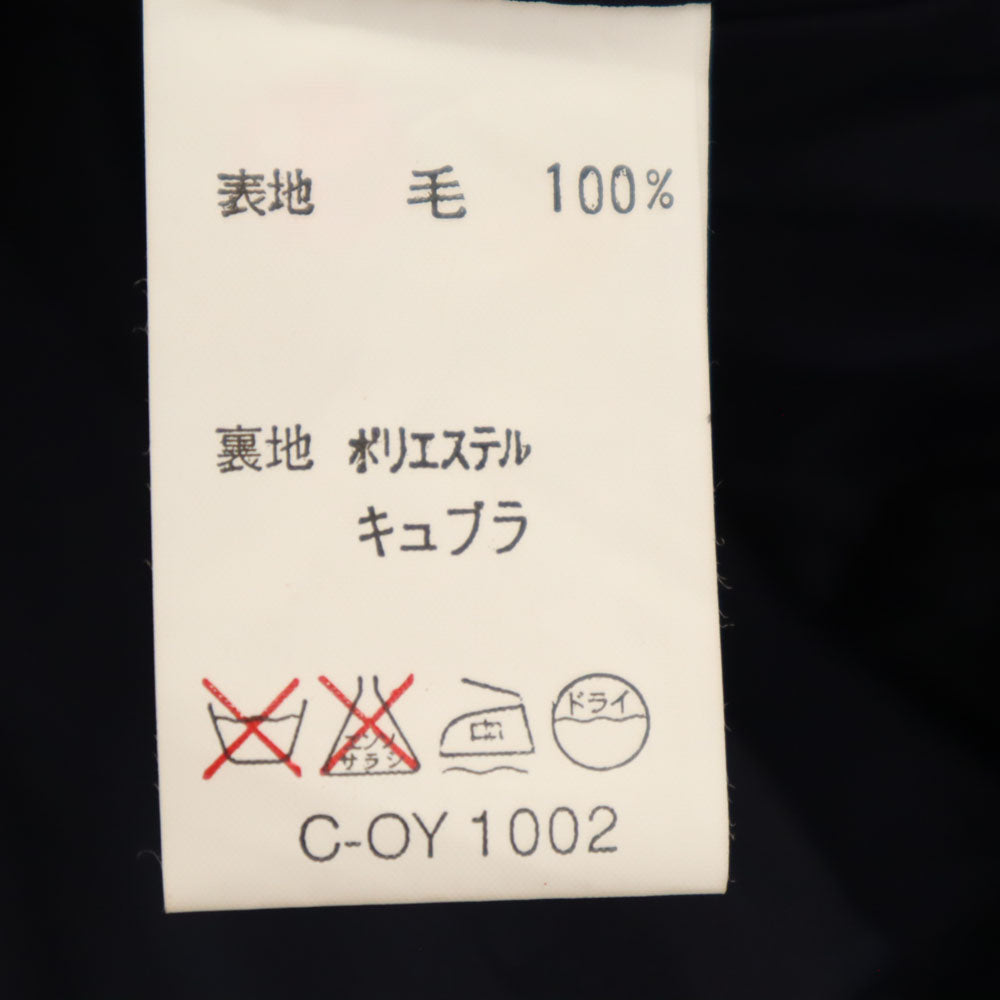 表地 毛 100%
裏地 ポリエステル
キュプラ
エンソ
サラシ
中
ドライ
C-OY 1002